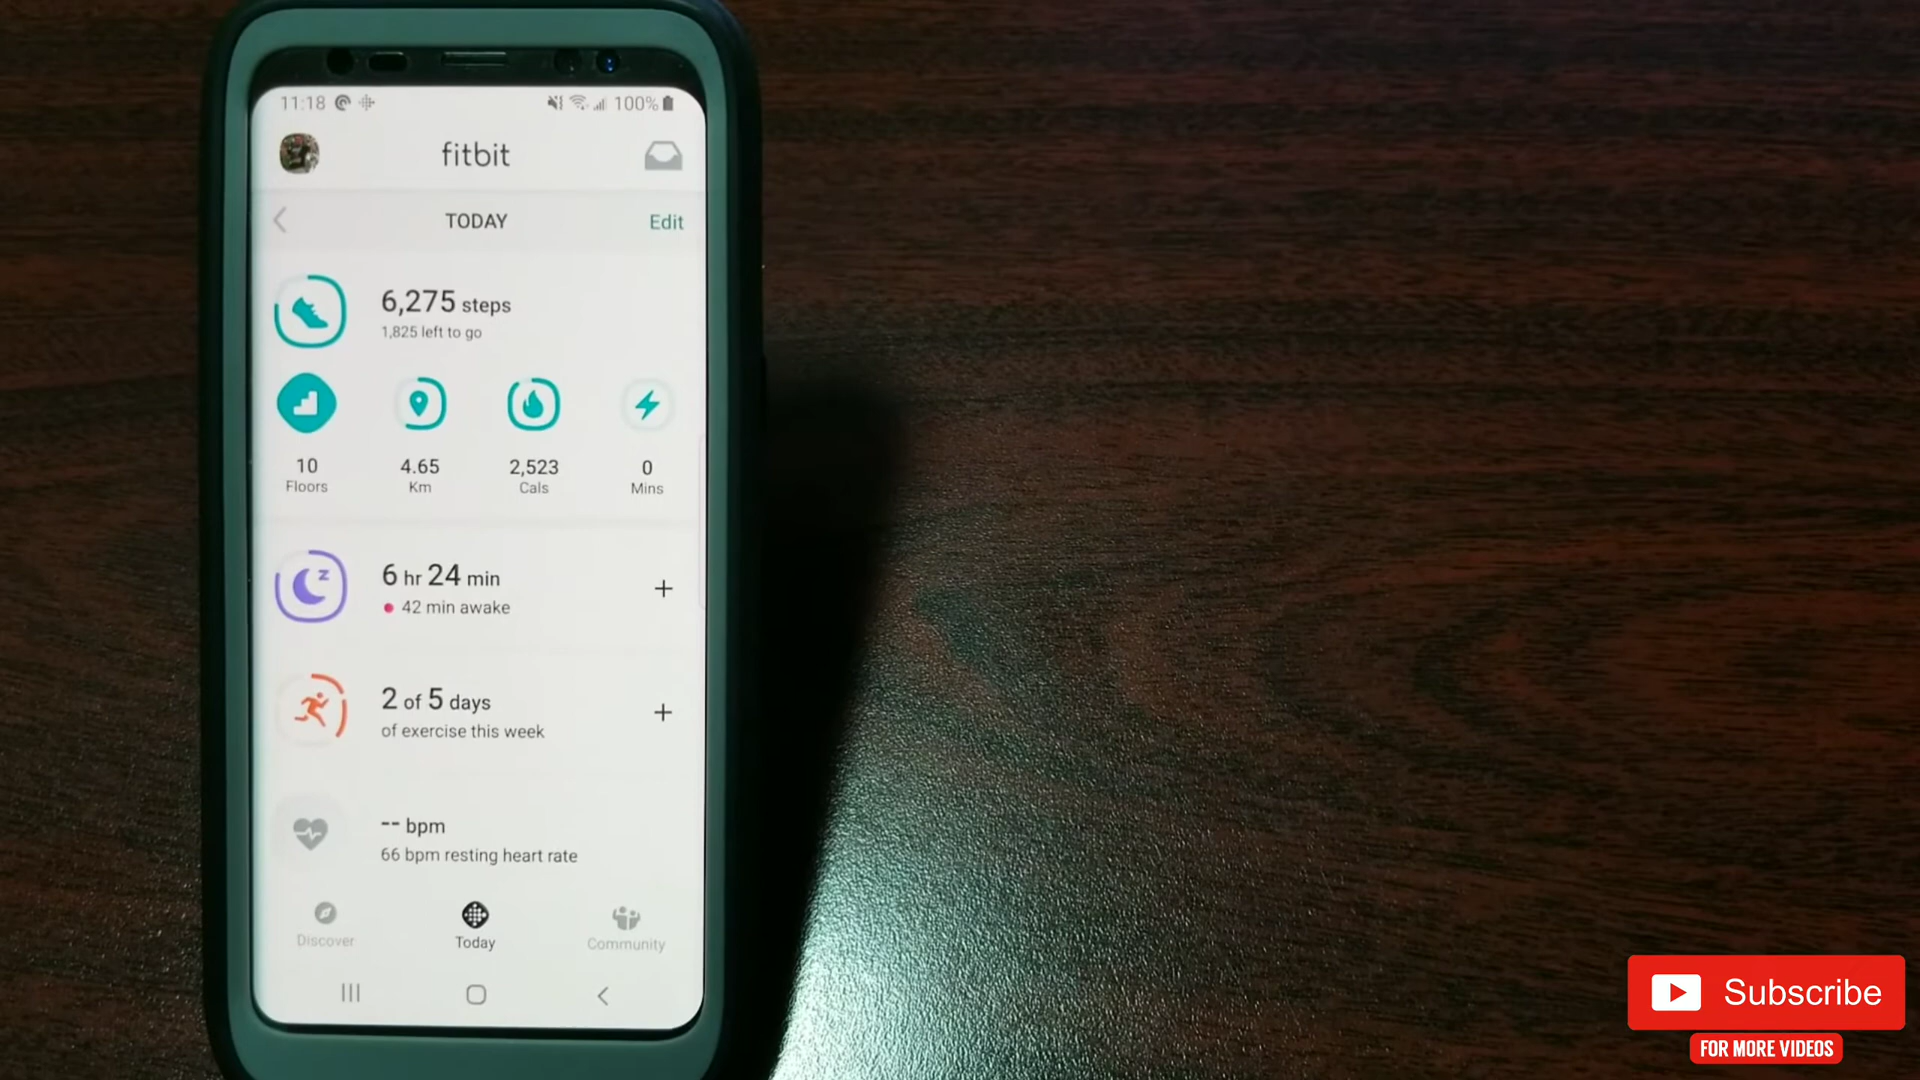 11:18 100%
fitbit
TODAY Edit
6,275 steps
1,825 left to go
10 4.65 2,523 0
Floors Km Cals Mins
6 hr 24 min +
42 min awake
2 of 5 days +
of exercise this week
-- bpm
66 bpm resting heart rate
Discover Today Community
Subscribe
FOR MORE VIDEOS